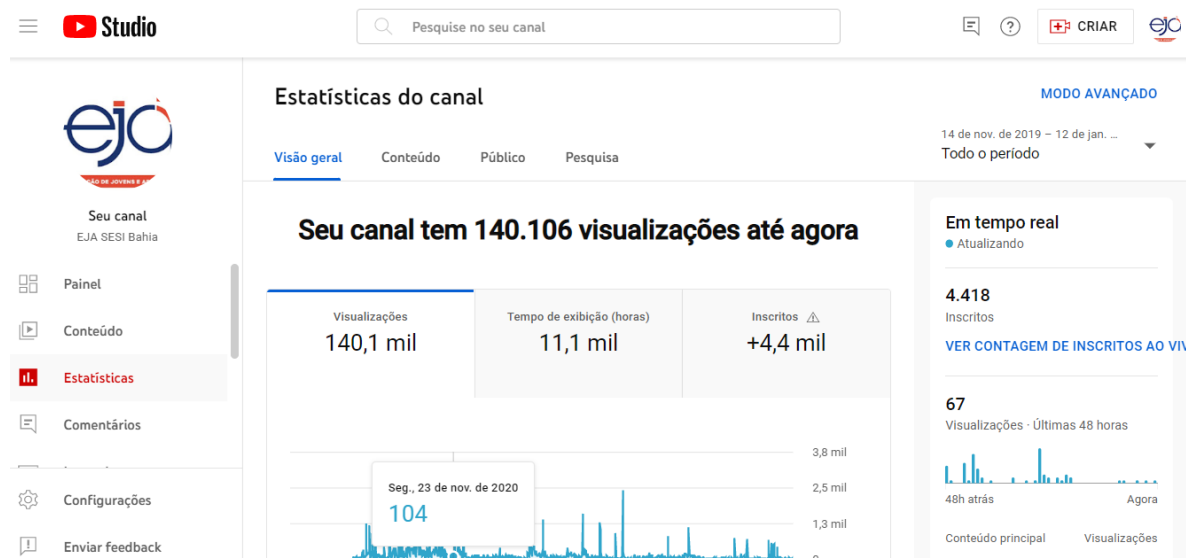 Studio
Pesquise no seu canal
CRIAR
eja
eja
Seu canal
EJA SESI Bahia
Painel
Conteúdo
Estatísticas
Comentários
Configurações
Enviar feedback
Estatísticas do canal
MODO AVANÇADO
Visão geral
Conteúdo
Público
Pesquisa
14 de nov. de 2019 – 12 de jan. ...
Todo o período
Seu canal tem 140.106 visualizações até agora
Visualizações
140,1 mil
Tempo de exibição (horas)
11,1 mil
Inscritos
+4,4 mil
3,8 mil
2,5 mil
1,3 mil
0
Seg., 23 de nov. de 2020
104
Em tempo real
Atualizando
4.418
Inscritos
VER CONTAGEM DE INSCRITOS AO VIV
67
Visualizações · Últimas 48 horas
48h atrás
Agora
Conteúdo principal
Visualizações